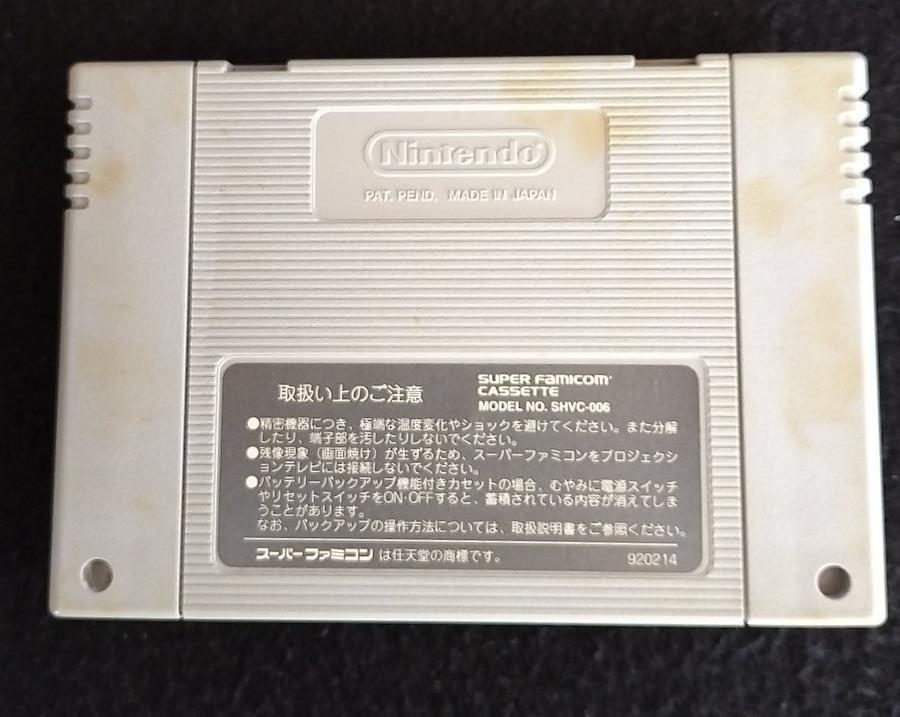 Nintendo
PAT. PEND. MADE IN JAPAN
取扱い上のご注意
SUPER FAMICOM
CASSETTE
MODEL NO. SHVC-006
●精密機器につき、極端な温度変化やショックを避けてください。また分解
したり、端子部を汚したりしないでください。
●残像現象（画面焼け）が生ずるため、スーパーファミコンをプロジェクシ
ョンテレビには接続しないでください。
●バッテリーバックアップ機能付きカセットの場合、むやみに電源スイッチ
やリセットスイッチをON・OFFすると、蓄積されている内容が消えてしま
うことがあります。
なお、バックアップの操作方法については、取扱説明書をご参照ください。
スーパーファミコン は任天堂の商標です。
920214